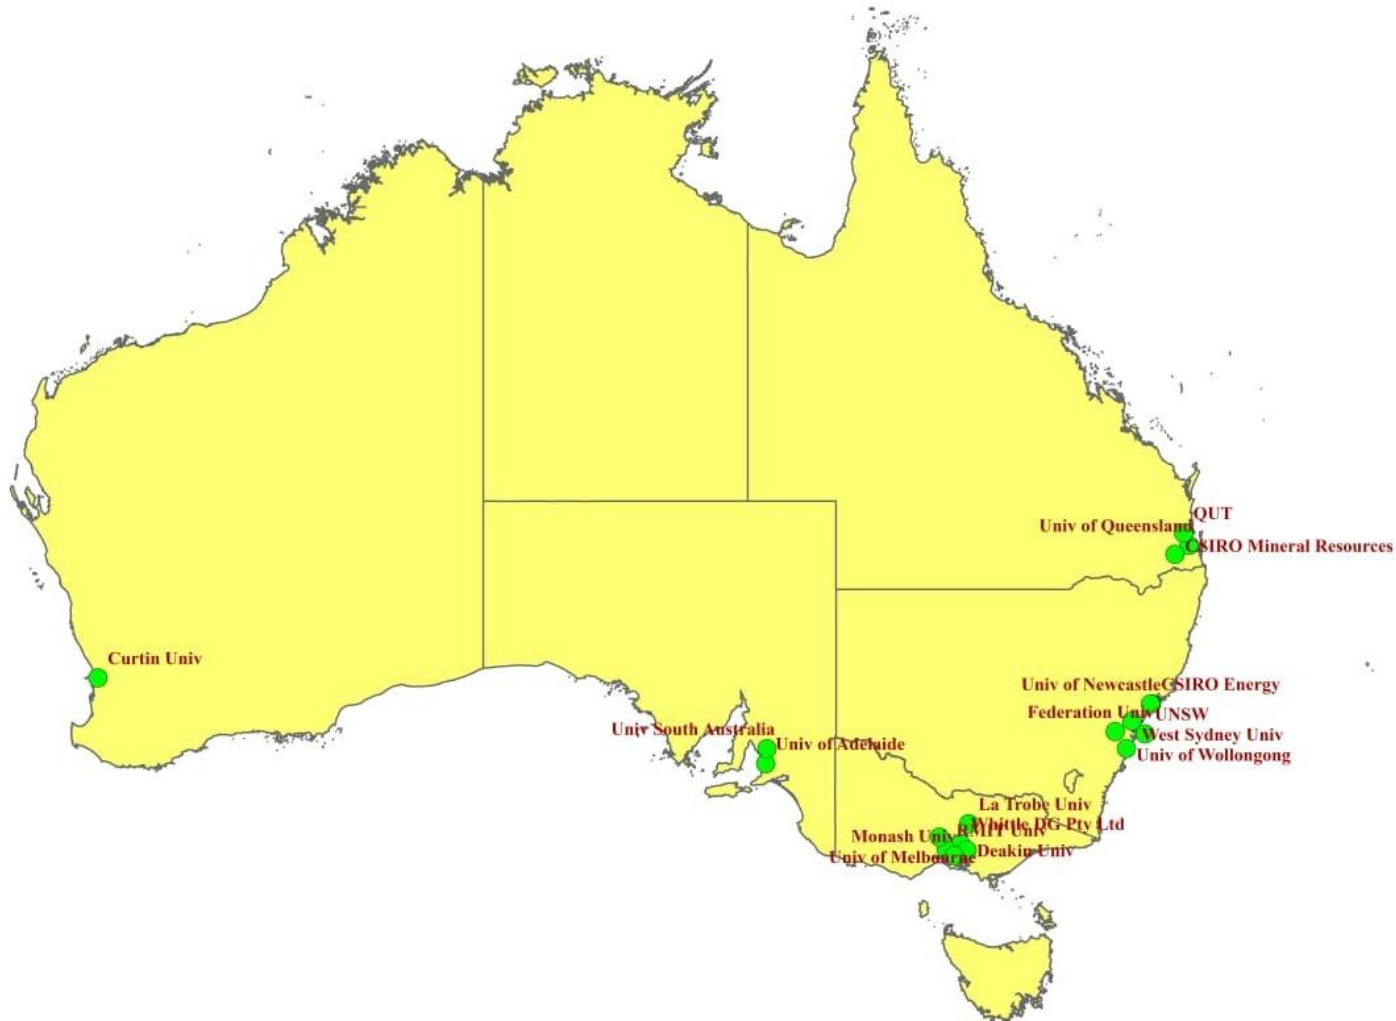 QUT
Univ of Queensland
CSIRO Mineral Resources
Curtin Univ
Univ of Newcastle
CSIRO Energy
Federation Univ
UNSW
Univ South Australia
West Sydney Univ
Univ of Adelaide
Univ of Wollongong
La Trobe Univ
Whittle DG Pty Ltd
Monash Univ
RMIT Univ
Deakin Univ
Univ of Melbourne